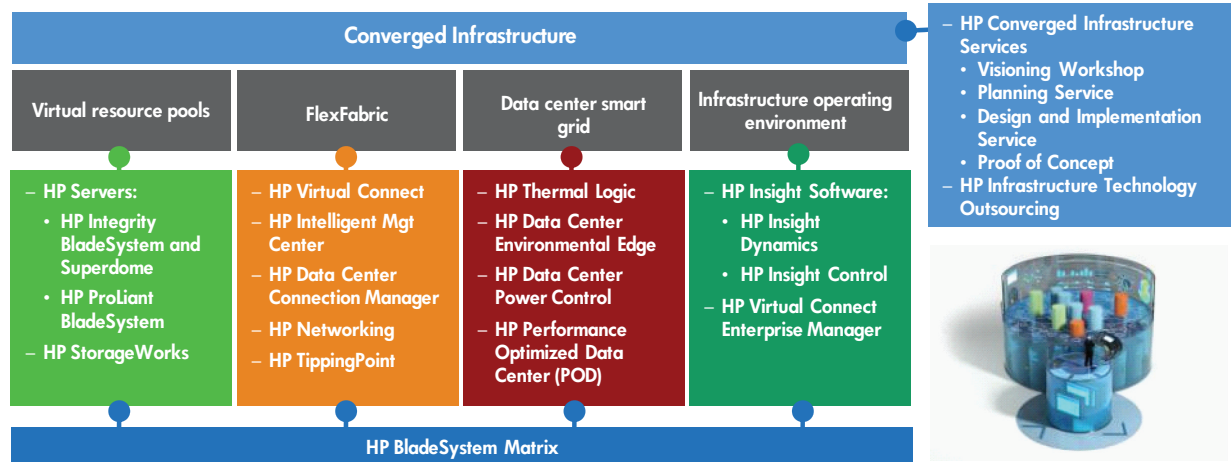 Converged Infrastructure
Virtual resource pools
FlexFabric
Data center smart
grid
Infrastructure operating
environment
– HP Servers:
• HP Integrity
BladeSystem and
Superdome
• HP ProLiant
BladeSystem
– HP StorageWorks
– HP Virtual Connect
– HP Intelligent Mgt
Center
– HP Data Center
Connection Manager
– HP Networking
– HP TippingPoint
– HP Thermal Logic
– HP Data Center
Environmental Edge
– HP Data Center
Power Control
– HP Performance
Optimized Data
Center (POD)
– HP Insight Software:
• HP Insight
Dynamics
• HP Insight Control
– HP Virtual Connect
Enterprise Manager
HP BladeSystem Matrix
– HP Converged Infrastructure
Services
• Visioning Workshop
• Planning Service
• Design and Implementation
Service
• Proof of Concept
– HP Infrastructure Technology
Outsourcing